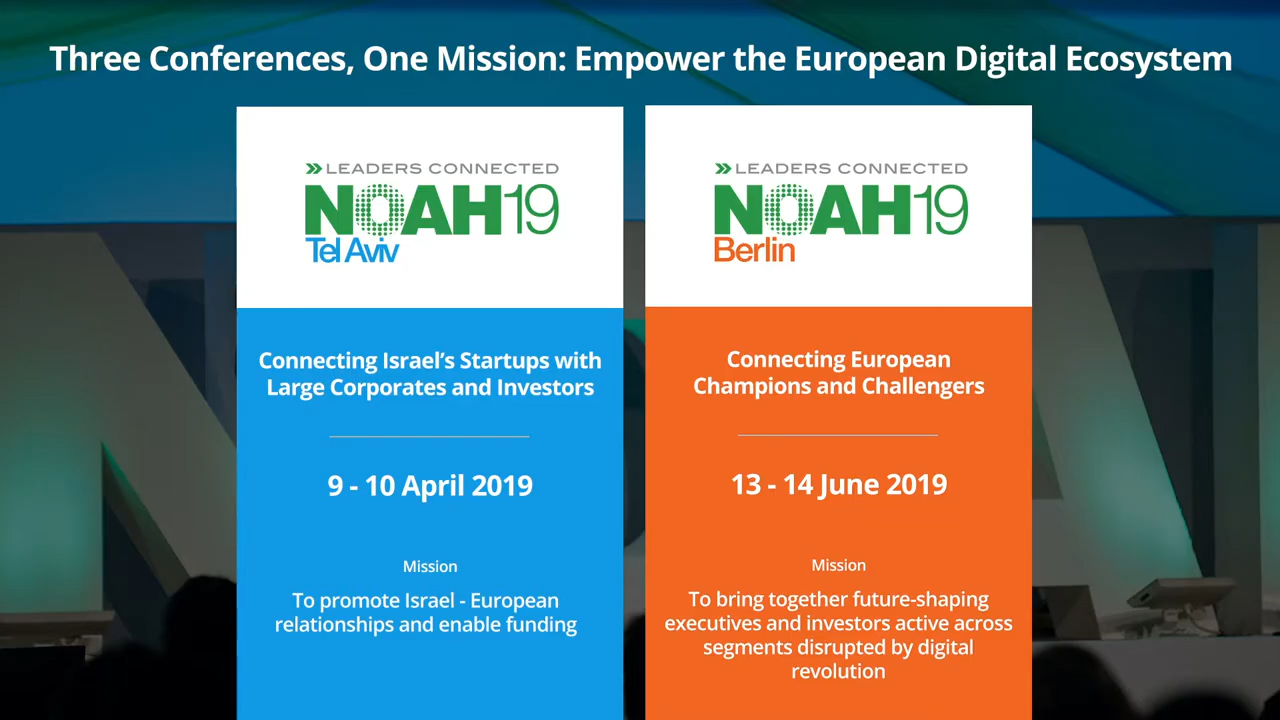 Three Conferences, One Mission: Empower the European Digital Ecosystem
LEADERS CONNECTED
NOAH19
Tel Aviv
Connecting Israel's Startups with
Large Corporates and Investors
9 - 10 April 2019
Mission
To promote Israel - European
relationships and enable funding
LEADERS CONNECTED
NOAH19
Berlin
Connecting European
Champions and Challengers
13 - 14 June 2019
Mission
To bring together future-shaping
executives and investors active across
segments disrupted by digital
revolution